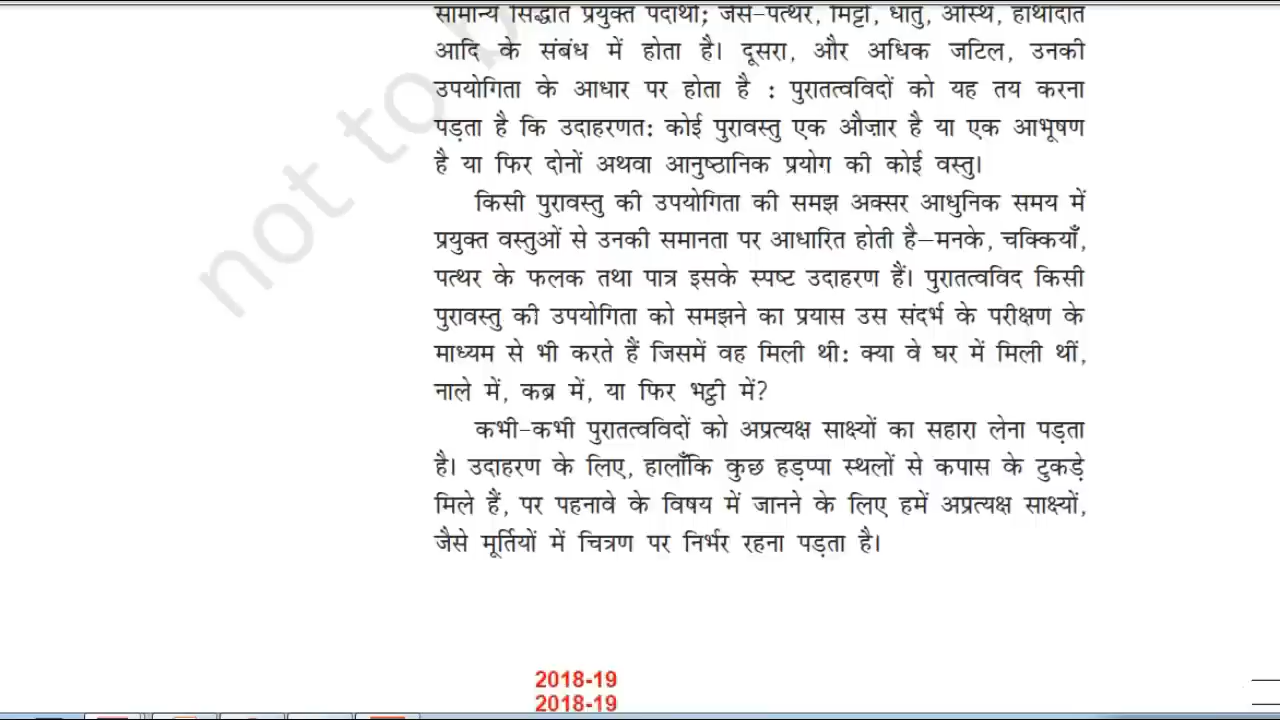 सामान्य सिद्धांत प्रयुक्त पदार्थों; जैसे–पत्थर, मिट्टी, धातु, अस्थि, हाथीदाँत
आदि के संबंध में होता है। दूसरा, और अधिक जटिल, उनकी
उपयोगिता के आधार पर होता है : पुरातत्वविदों को यह तय करना
पड़ता है कि उदाहरणत: कोई पुरावस्तु एक औज़ार है या एक आभूषण
है या फिर दोनों अथवा आनुष्ठानिक प्रयोग की कोई वस्तु।
किसी पुरावस्तु की उपयोगिता की समझ अक्सर आधुनिक समय में
प्रयुक्त वस्तुओं से उनकी समानता पर आधारित होती है–मनके, चक्कियाँ,
पत्थर के फलक तथा पात्र इसके स्पष्ट उदाहरण हैं। पुरातत्वविद किसी
पुरावस्तु की उपयोगिता को समझने का प्रयास उस संदर्भ के परीक्षण के
माध्यम से भी करते हैं जिसमें वह मिली थी: क्या वे घर में मिली थीं,
नाले में, कब्र में, या फिर भट्ठी में?
कभी-कभी पुरातत्वविदों को अप्रत्यक्ष साक्ष्यों का सहारा लेना पड़ता
है। उदाहरण के लिए, हालाँकि कुछ हड़प्पा स्थलों से कपास के टुकड़े
मिले हैं, पर पहनावे के विषय में जानने के लिए हमें अप्रत्यक्ष साक्ष्यों,
जैसे मूर्तियों में चित्रण पर निर्भर रहना पड़ता है।
not to b
2018-19
2018-19